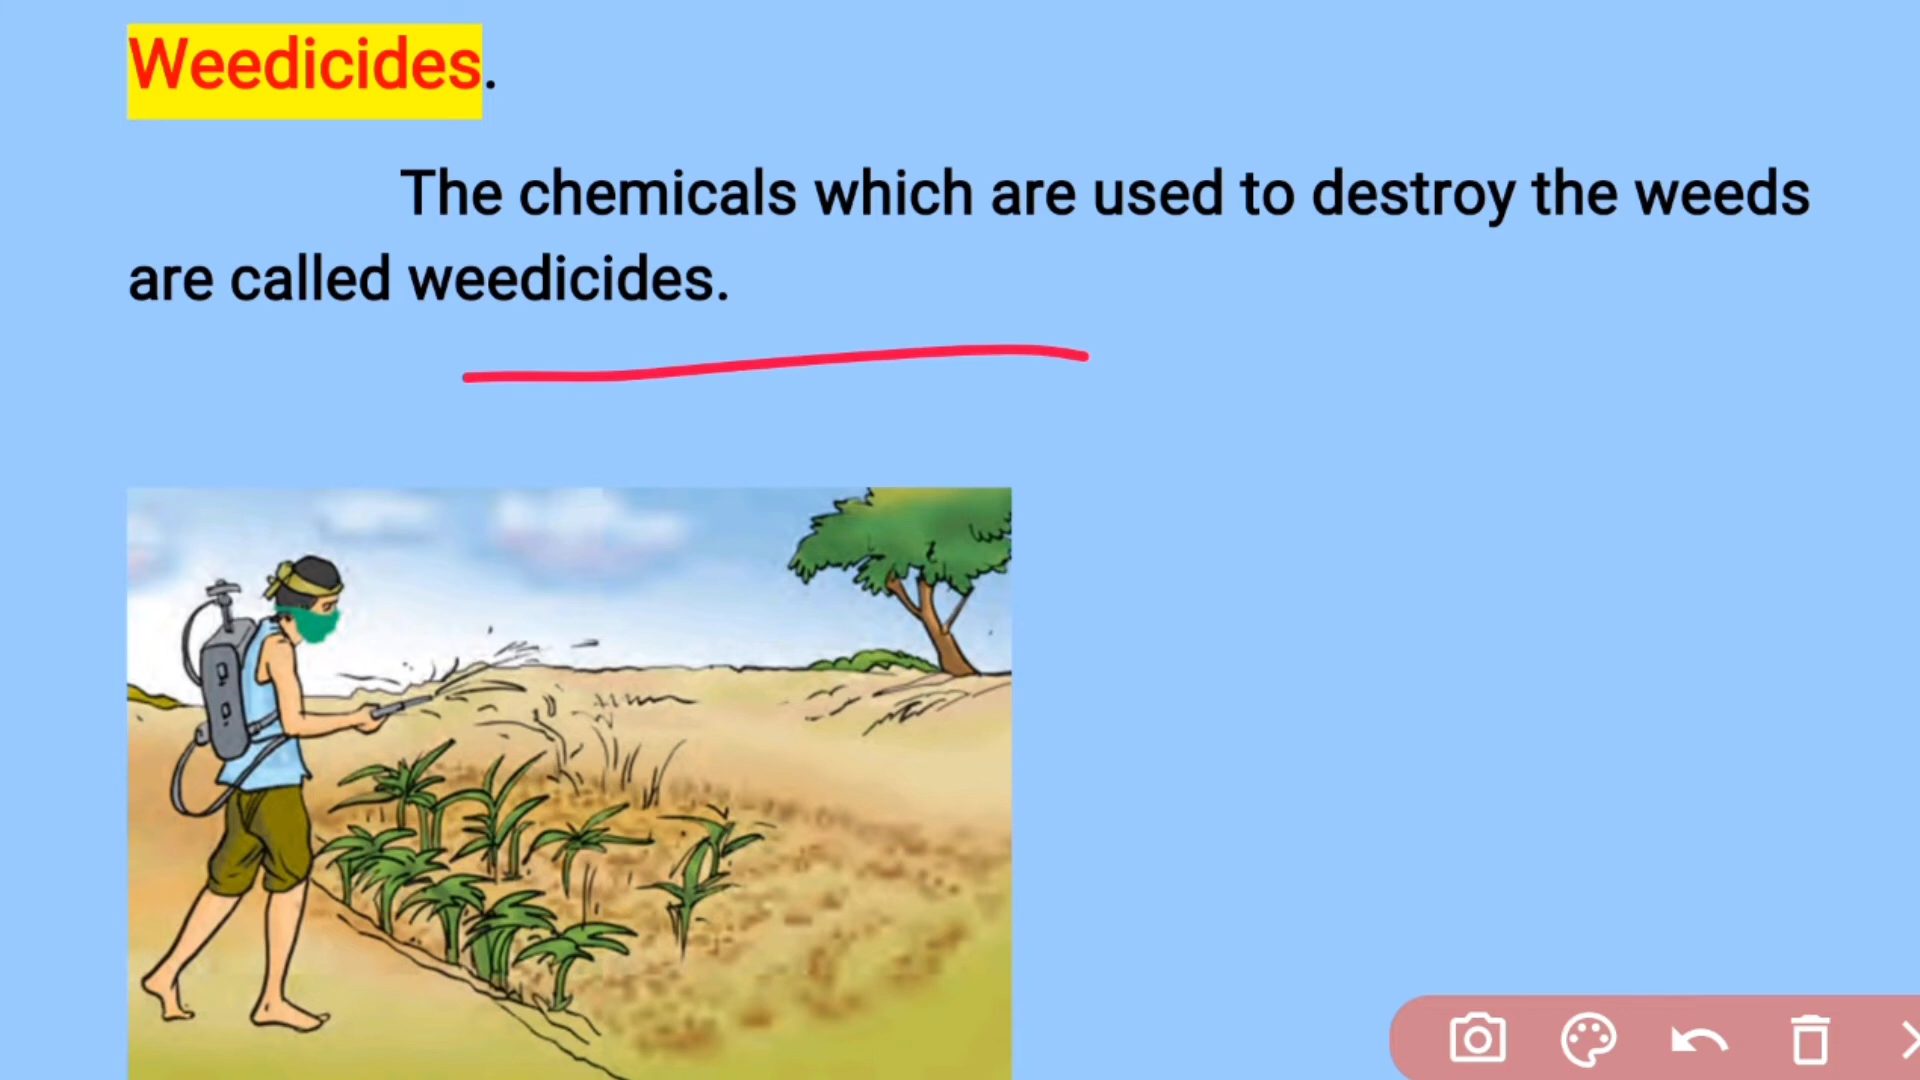 Weedicides.
The chemicals which are used to destroy the weeds
are called weedicides.